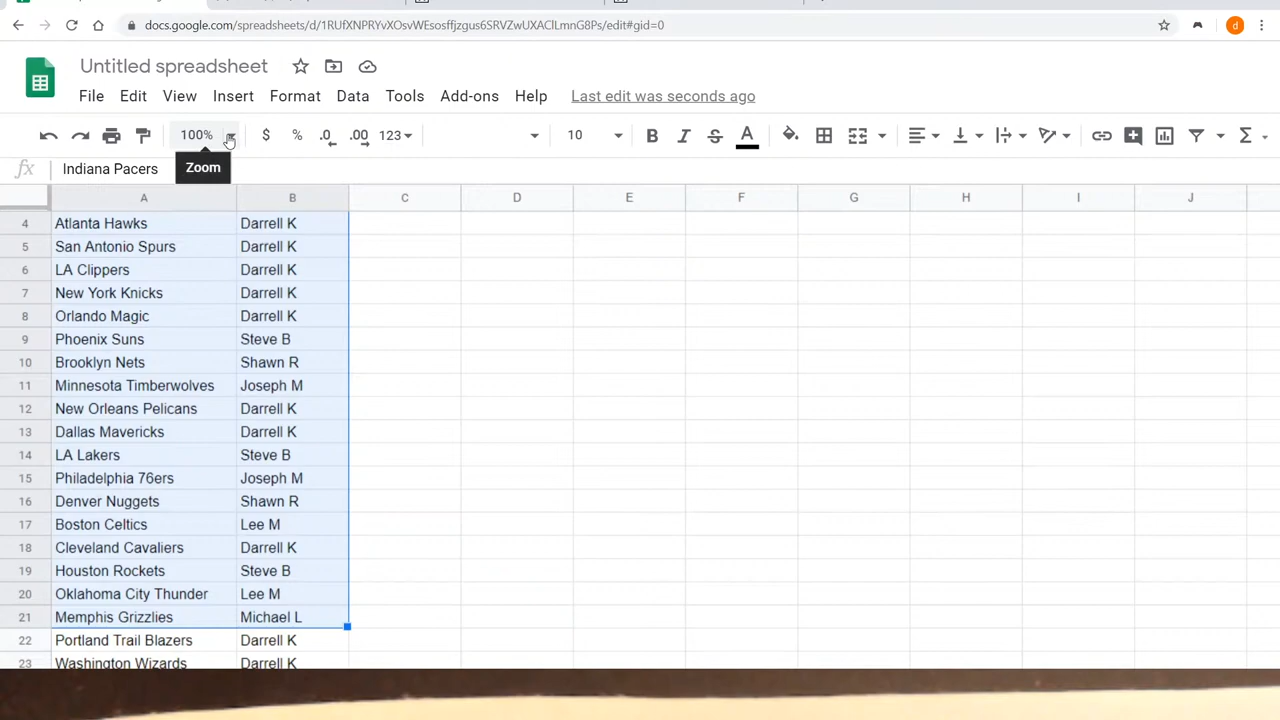 docs.google.com/spreadsheets/d/1RUfXNPRYvXOsvWEsosffjzgus6SRVZwUXAClLmnG8Ps/edit#gid=0
d
Untitled spreadsheet
File Edit View Insert Format Data Tools Add-ons Help Last edit was seconds ago
100% $ % .0 .00 123 10 B I S A Σ
fx Indiana Pacers Zoom
A B C D E F G H I J
4 Atlanta Hawks Darrell K
5 San Antonio Spurs Darrell K
6 LA Clippers Darrell K
7 New York Knicks Darrell K
8 Orlando Magic Darrell K
9 Phoenix Suns Steve B
10 Brooklyn Nets Shawn R
11 Minnesota Timberwolves Joseph M
12 New Orleans Pelicans Darrell K
13 Dallas Mavericks Darrell K
14 LA Lakers Steve B
15 Philadelphia 76ers Joseph M
16 Denver Nuggets Shawn R
17 Boston Celtics Lee M
18 Cleveland Cavaliers Darrell K
19 Houston Rockets Steve B
20 Oklahoma City Thunder Lee M
21 Memphis Grizzlies Michael L
22 Portland Trail Blazers Darrell K
23 Washington Wizards Darrell K